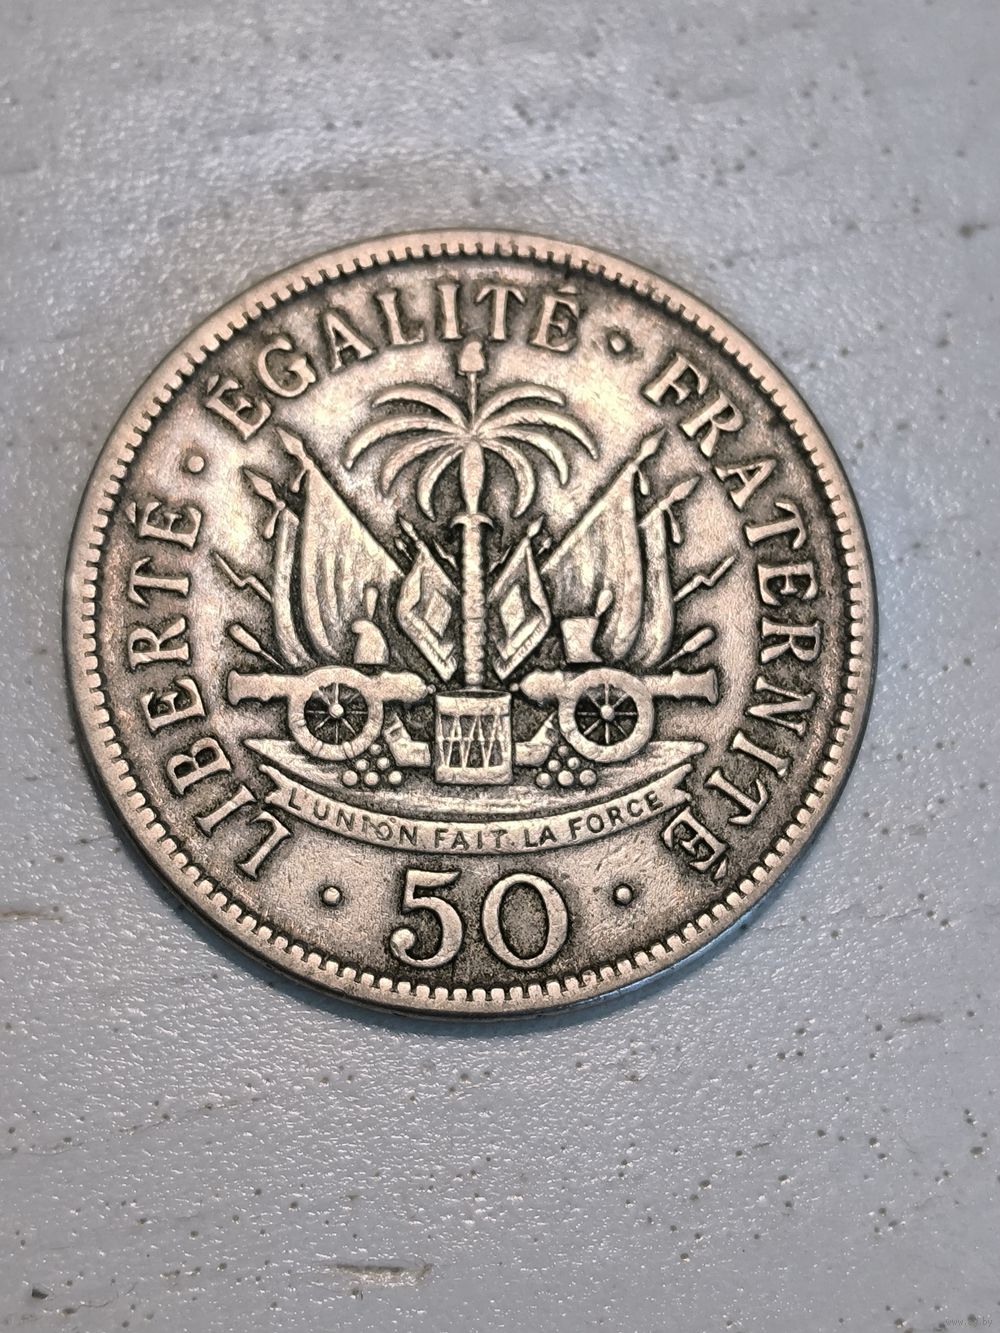 LIBERTÉ · ÉGALITÉ · FRATERNITÉ
L'UNION FAIT LA FORCE
· 50 ·